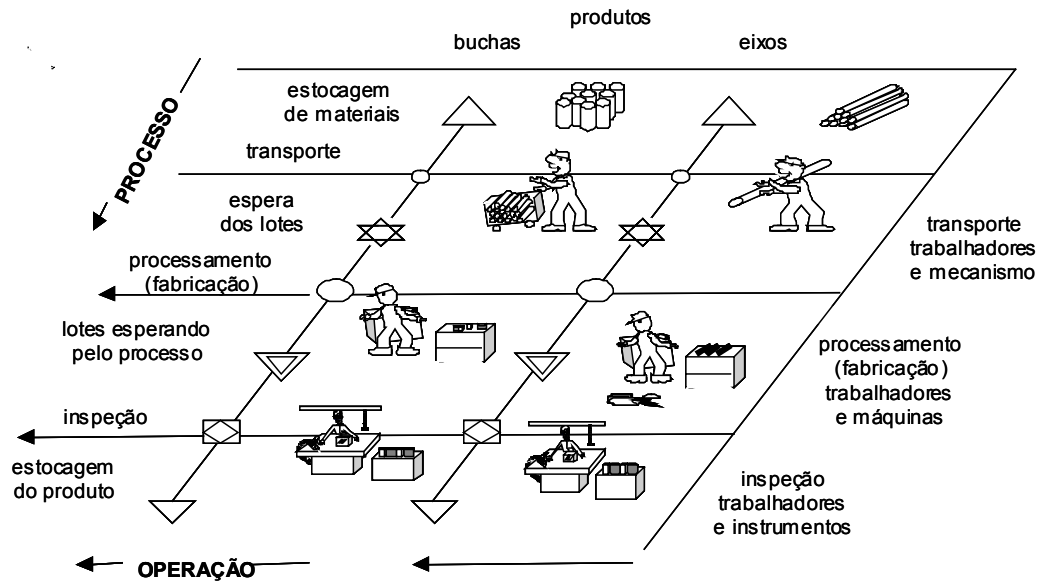 produtos
buchas
eixos
PROCESSO
estocagem
de materiais
transporte
espera
dos lotes
transporte
trabalhadores
e mecanismo
processamento
(fabricação)
lotes esperando
pelo processo
processamento
(fabricação)
trabalhadores
e máquinas
inspeção
estocagem
do produto
inspeção
trabalhadores
e instrumentos
OPERAÇÃO